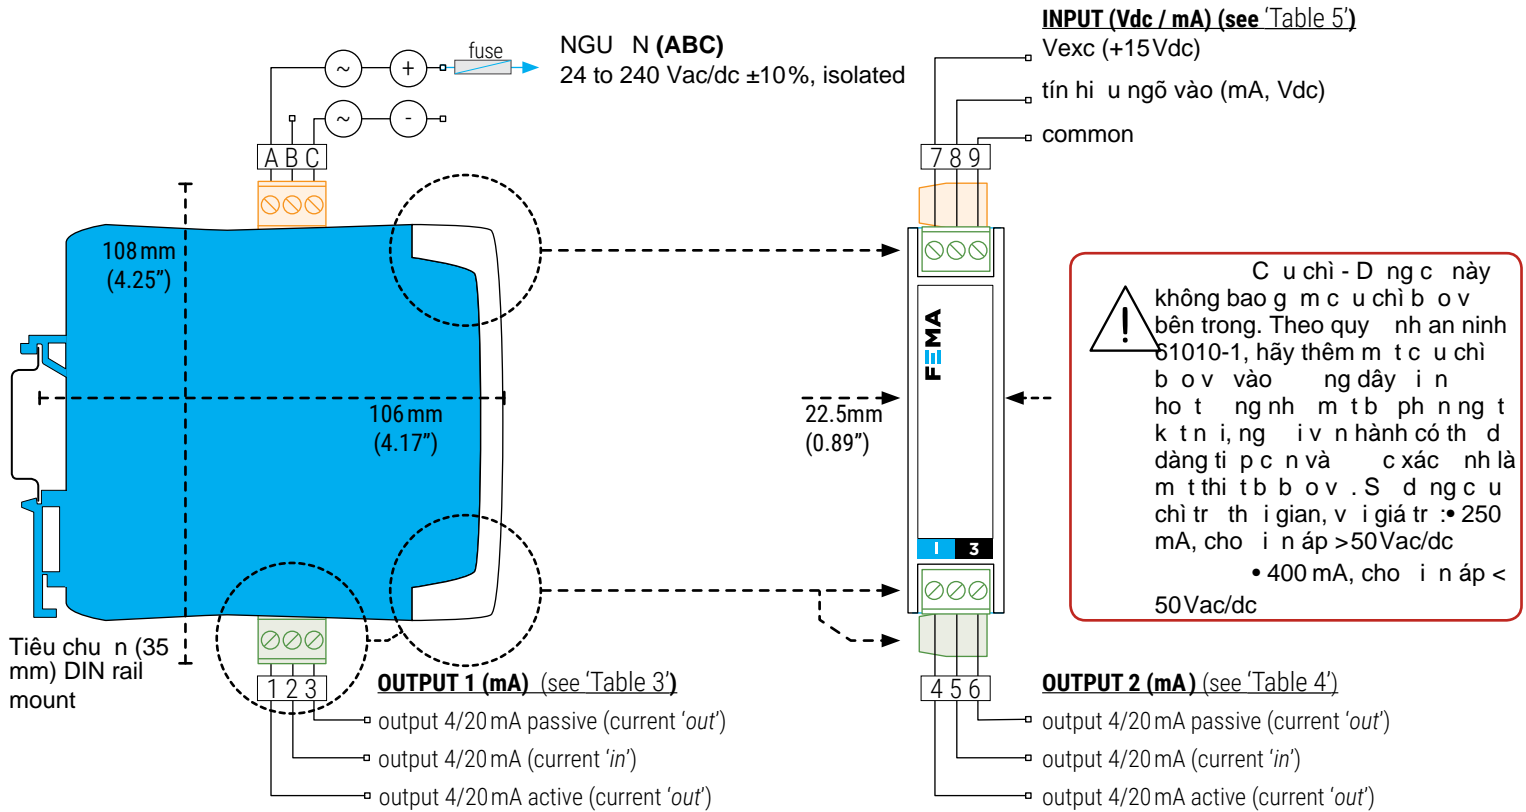 INPUT (Vdc / mA) (see ‘Table 5’)
Vexc (+15Vdc)
tín hi u ngõ vào (mA, Vdc)
common
7 8 9
fuse
NGU N (ABC)
24 to 240 Vac/dc ±10%, isolated
~ +
~ -
A B C
108 mm
(4.25”)
106 mm
(4.17”)
22.5mm
(0.89”)
FEMA
I 3
C u chì - D ng c này
không bao g m c u chì b o v
bên trong. Theo quy nh an ninh
61010-1, hãy thêm m t c u chì
b o v vào ng dây i n
ho t ng nh m t b ph n ng t
k t n i, ng i v n hành có th d
dàng ti p c n và c xác nh là
m t thi t b b o v . S d ng c u
chì tr th i gian, v i giá tr :• 250
mA, cho i n áp >50Vac/dc
• 400 mA, cho i n áp <
50Vac/dc
Tiêu chu n (35
mm) DIN rail
mount
1 2 3
OUTPUT 1 (mA) (see ‘Table 3’)
output 4/20 mA passive (current ‘out’)
output 4/20 mA (current ‘in’)
output 4/20 mA active (current ‘out’)
4 5 6
OUTPUT 2 (mA) (see ‘Table 4’)
output 4/20 mA passive (current ‘out’)
output 4/20 mA (current ‘in’)
output 4/20 mA active (current ‘out’)